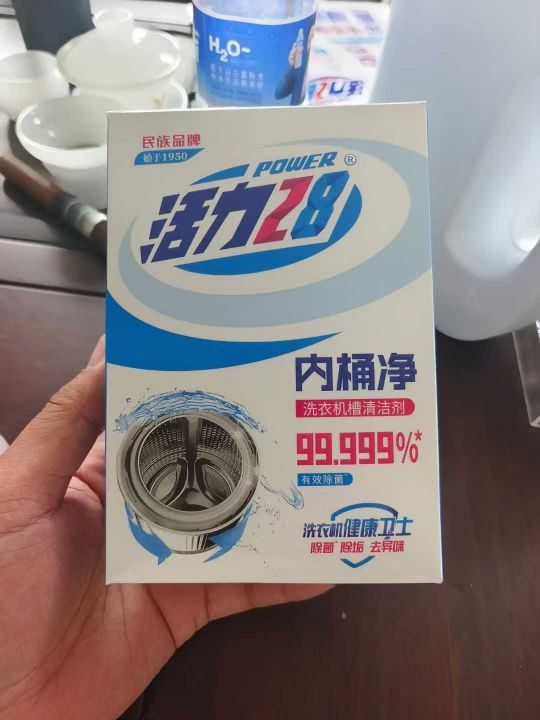 H₂O-
民族品牌
始于1950
POWER
活力28®
内桶净
洗衣机槽清洁剂
99.999%*
有效除菌*
洗衣机健康卫士
除菌* 除垢 去异味